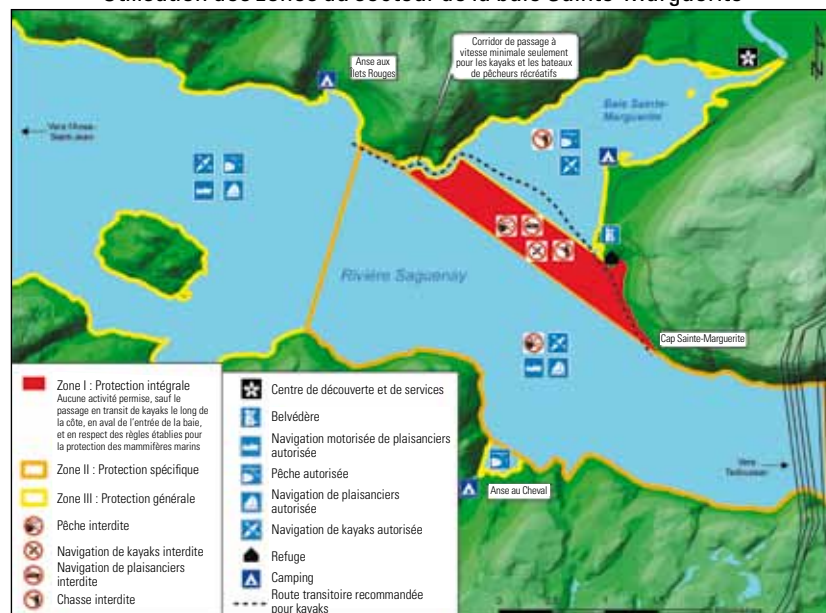 Utilisation des zones du secteur de la baie Sainte-Marguerite
Anse aux
Îlets Rouges
Corridor de passage à
vitesse minimale seulement
pour les kayaks et les bateaux
de pêcheurs récréatifs
Baie Sainte-
Marguerite
Vers l'Anse-
Saint-Jean
Rivière Saguenay
Cap Sainte-Marguerite
Vers
Tadoussac
Anse au Cheval
Zone I : Protection intégrale
Aucune activité permise, sauf le
passage en transit de kayaks le long de
la côte, en aval de l'entrée de la baie,
et en respect des règles établies pour
la protection des mammifères marins
Zone II : Protection spécifique
Zone III : Protection générale
Pêche interdite
Navigation de kayaks interdite
Navigation de plaisanciers
interdite
Chasse interdite
Centre de découverte et de services
Belvédère
Navigation motorisée de plaisanciers
autorisée
Pêche autorisée
Navigation de plaisanciers
autorisée
Navigation de kayaks autorisée
Refuge
Camping
Route transitoire recommandée
pour kayaks